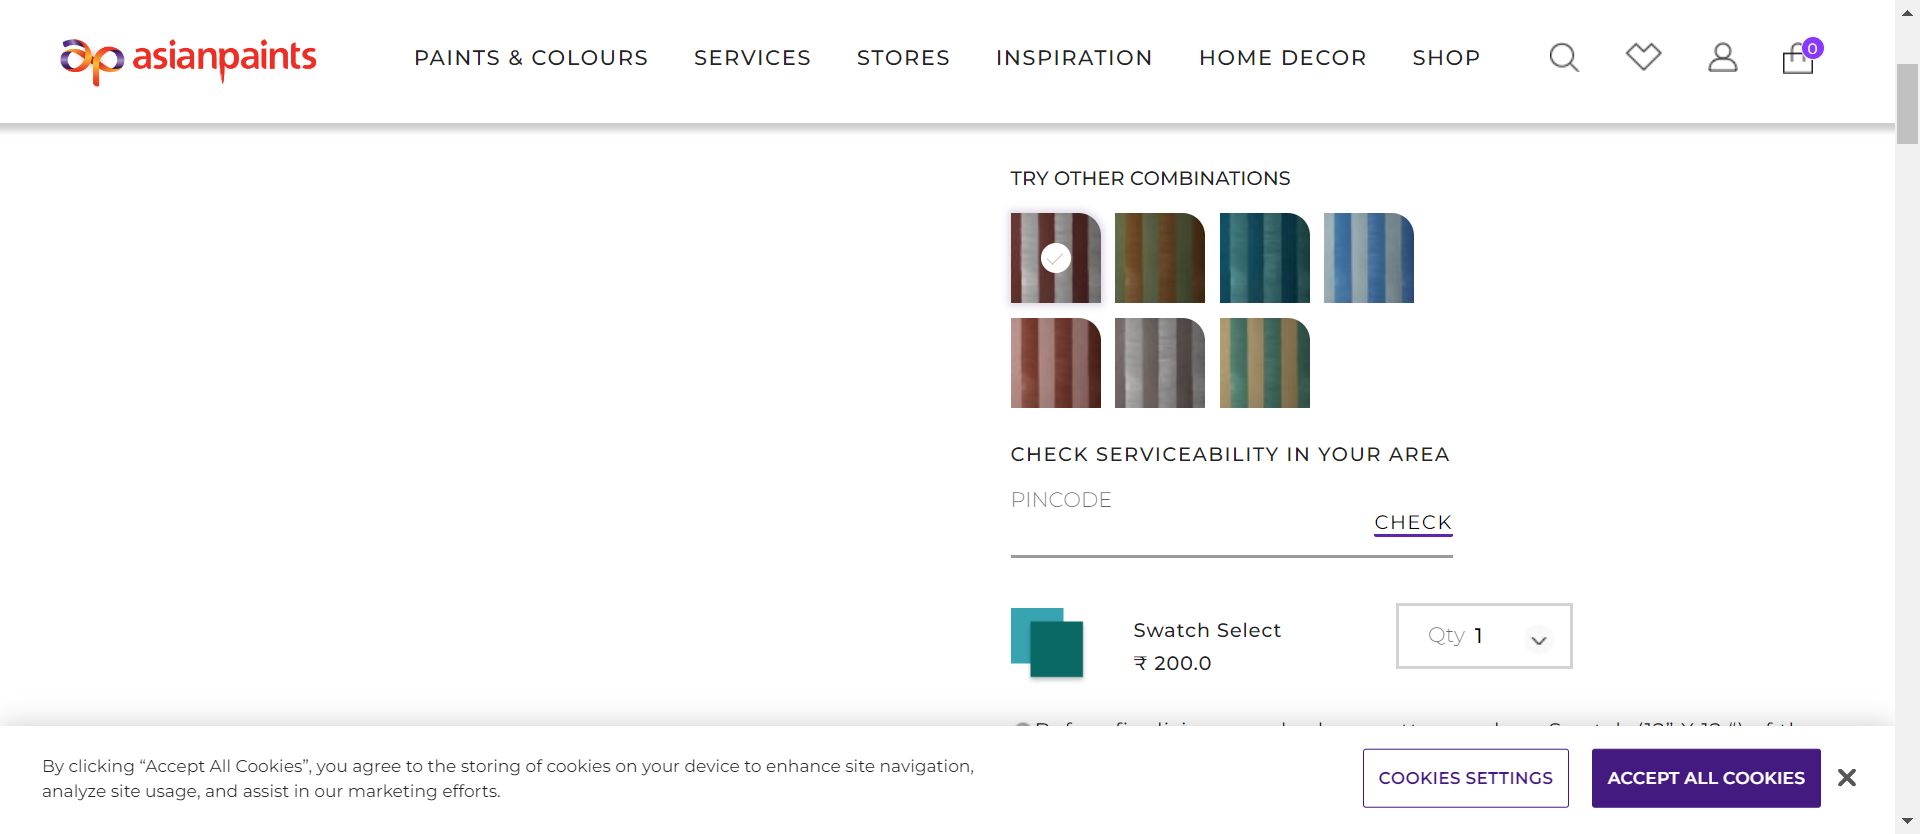 asianpaints
PAINTS & COLOURS SERVICES STORES INSPIRATION HOME DECOR SHOP
0
TRY OTHER COMBINATIONS
CHECK SERVICEABILITY IN YOUR AREA
PINCODE
CHECK
Swatch Select
₹ 200.0
Qty 1
By clicking “Accept All Cookies”, you agree to the storing of cookies on your device to enhance site navigation,
analyze site usage, and assist in our marketing efforts.
COOKIES SETTINGS
ACCEPT ALL COOKIES